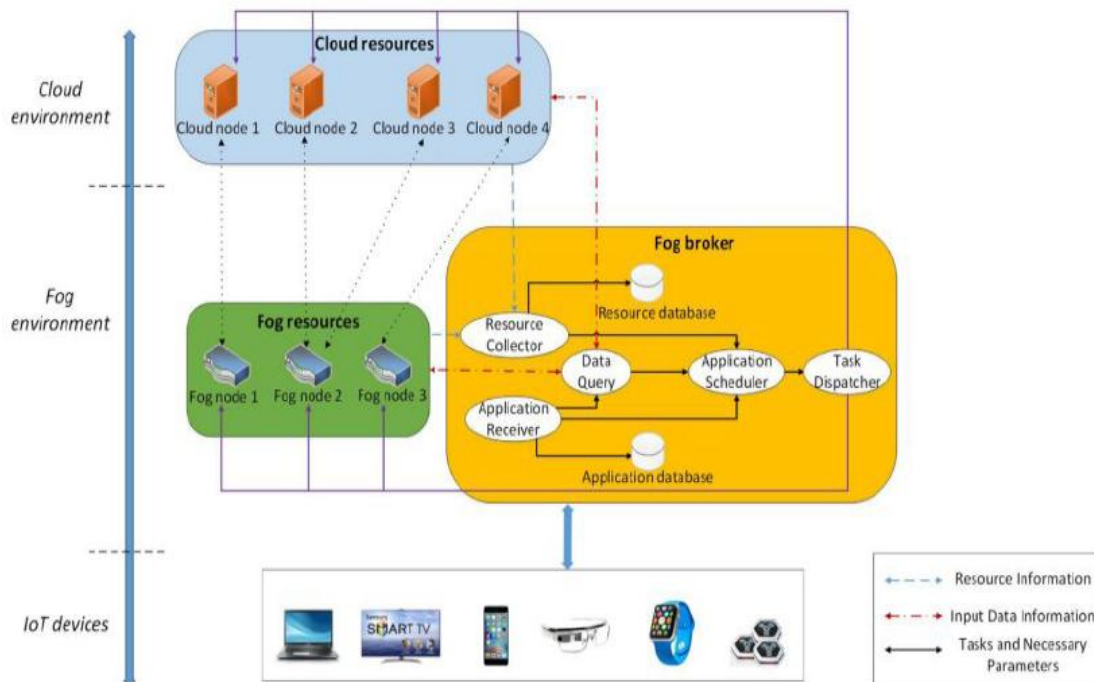 Cloud
environment
Cloud resources
Cloud node 1
Cloud node 2
Cloud node 3
Cloud node 4
Fog
environment
Fog resources
Fog node 1
Fog node 2
Fog node 3
Fog broker
Resource database
Resource
Collector
Data
Query
Application
Scheduler
Task
Dispatcher
Application
Receiver
Application database
IoT devices
Samsung
SMART TV
Resource Information
Input Data Information
Tasks and Necessary
Parameters